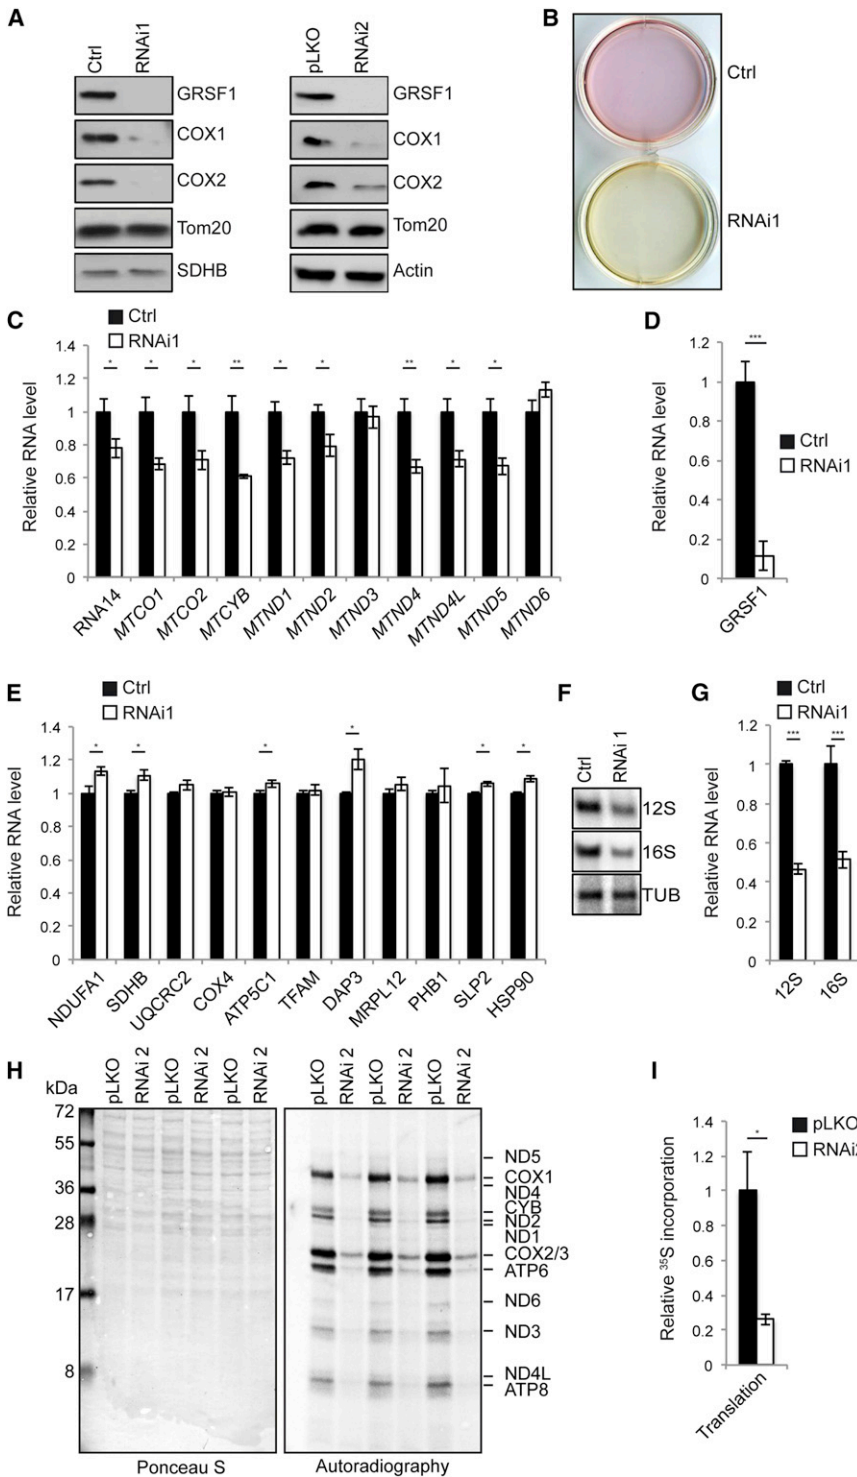 A
Ctrl
RNAi1
GRSF1
COX1
COX2
Tom20
SDHB
pLKO
RNAi2
GRSF1
COX1
COX2
Tom20
Actin
B
Ctrl
RNAi1
C
Ctrl
RNAi1
Relative RNA level
1.4
1.2
1
0.8
0.6
0.4
0.2
0
* * * ** * * ** * *
RNA14
MTCO1
MTCO2
MTCYB
MTND1
MTND2
MTND3
MTND4
MTND4L
MTND5
MTND6
D
Relative RNA level
1.2
1
0.8
0.6
0.4
0.2
0
***
Ctrl
RNAi1
GRSF1
E
Ctrl
RNAi1
Relative RNA level
1.4
1.2
1
0.8
0.6
0.4
0.2
0
* * * * * *
NDUFA1
SDHB
UQCRC2
COX4
ATP5C1
TFAM
DAP3
MRPL12
PHB1
SLP2
HSP90
F
Ctrl
RNAi 1
12S
16S
TUB
G
Ctrl
RNAi1
Relative RNA level
1.2
1
0.8
0.6
0.4
0.2
0
*** ***
12S
16S
H
kDa
72
55
36
28
17
8
pLKO
RNAi 2
pLKO
RNAi 2
pLKO
RNAi 2
Ponceau S
pLKO
RNAi 2
pLKO
RNAi 2
pLKO
RNAi 2
ND5
COX1
ND4
CYB
ND2
ND1
COX2/3
ATP6
ND6
ND3
ND4L
ATP8
Autoradiography
I
Relative ³⁵S incorporation
1.4
1.2
1
0.8
0.6
0.4
0.2
0
*
pLKO
RNAi2
Translation